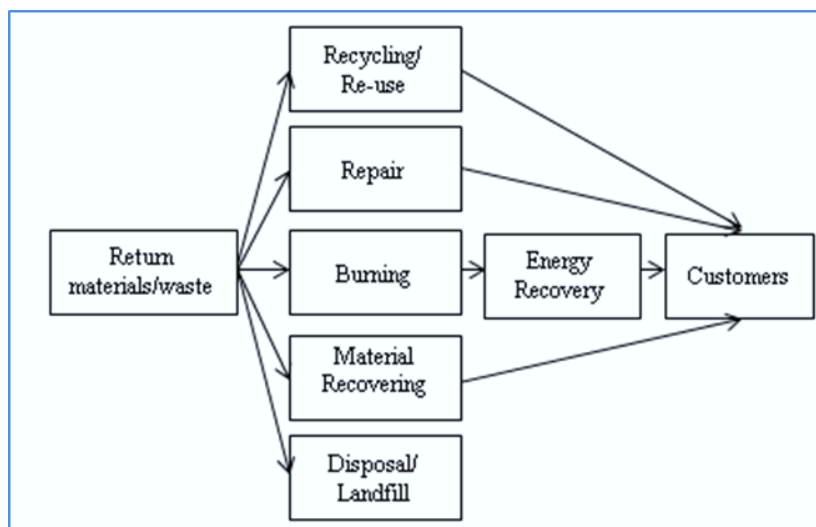 Recycling/
Re-use
Repair
Return
materials/waste
Burning
Energy
Recovery
Customers
Material
Recovering
Disposal/
Landfill